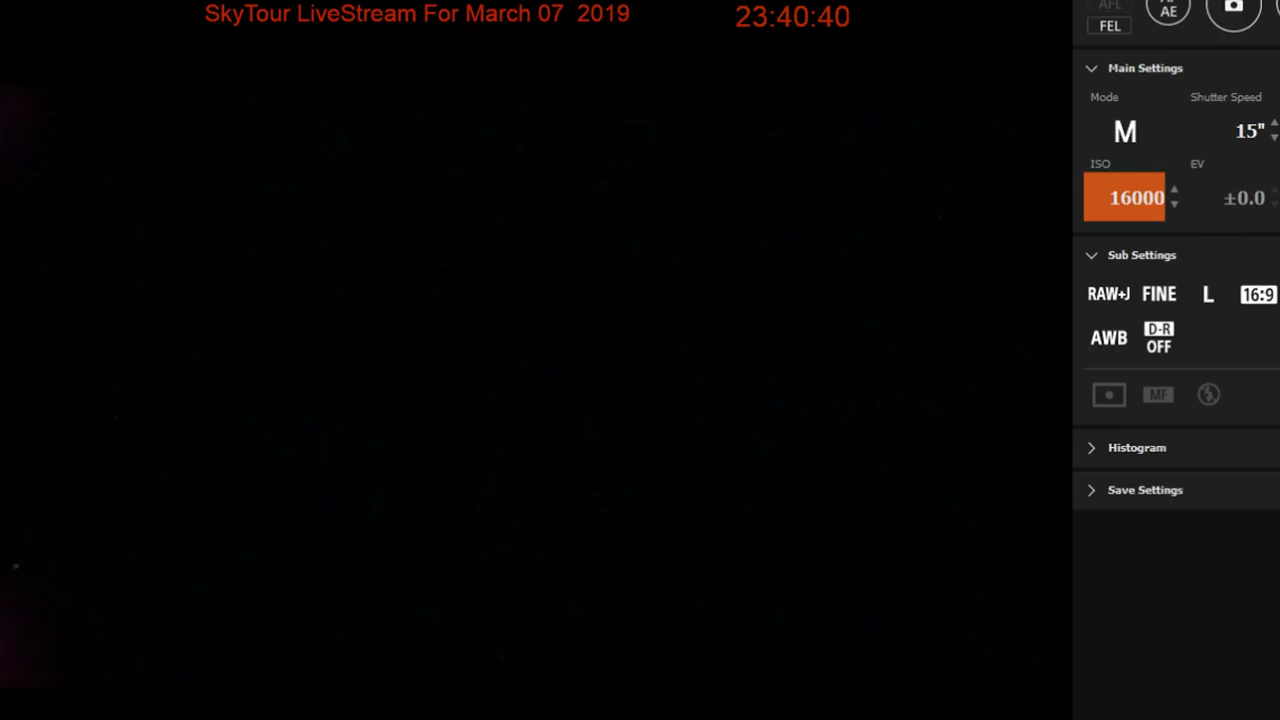 SkyTour LiveStream For March 07 2019
23:40:40
AFL
FEL
AE
Main Settings
Mode
Shutter Speed
M
15"
ISO
EV
16000
±0.0
Sub Settings
RAW+J FINE L 16:9
AWB D-R
OFF
MF
Histogram
Save Settings